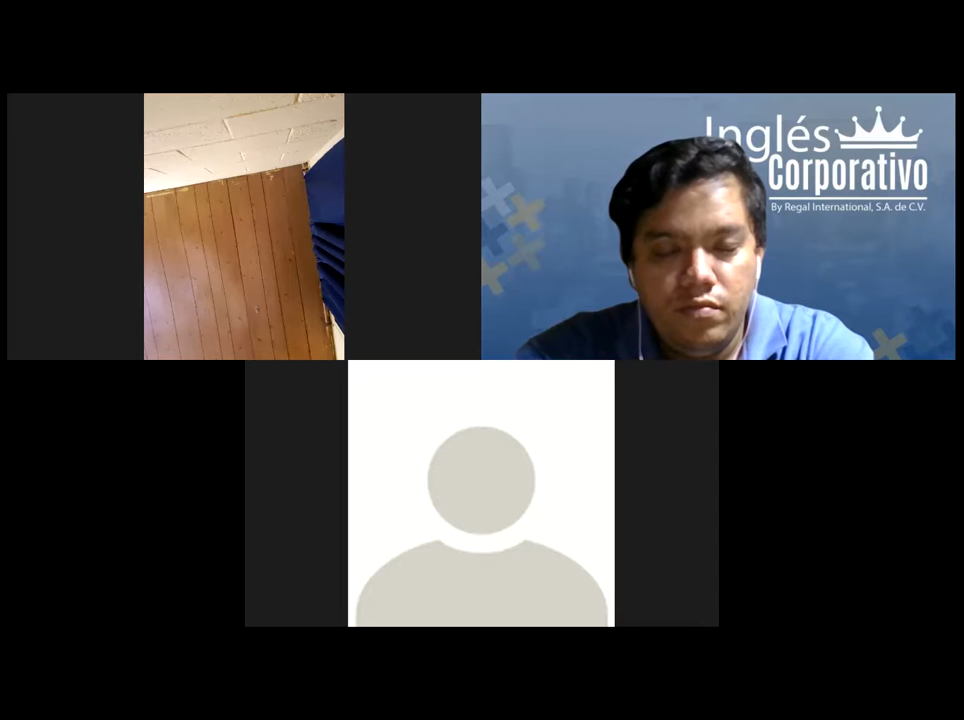 Inglés
Corporativo
By Regal International, S.A. de C.V.